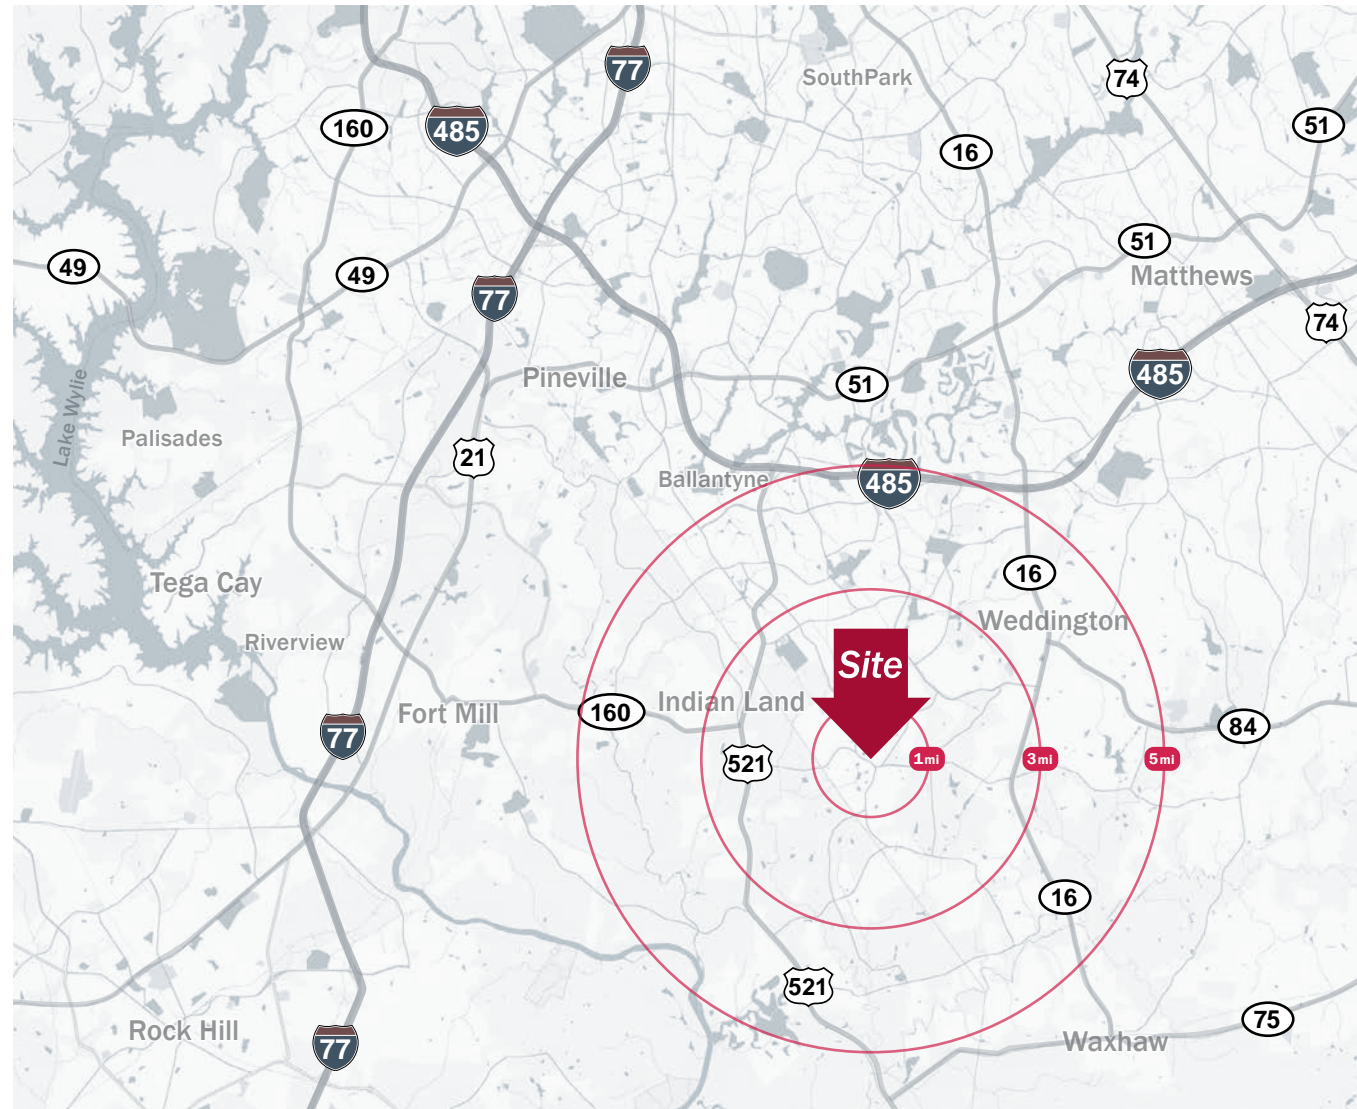 77
SouthPark
74
160
485
51
16
51
49
49
Matthews
77
74
485
Pineville
51
Lake Wylie
Palisades
21
Ballantyne
485
Tega Cay
16
Weddington
Riverview
Site
Indian Land
Fort Mill
160
84
77
521
1mi
3mi
5mi
16
521
75
Rock Hill
Waxhaw
77